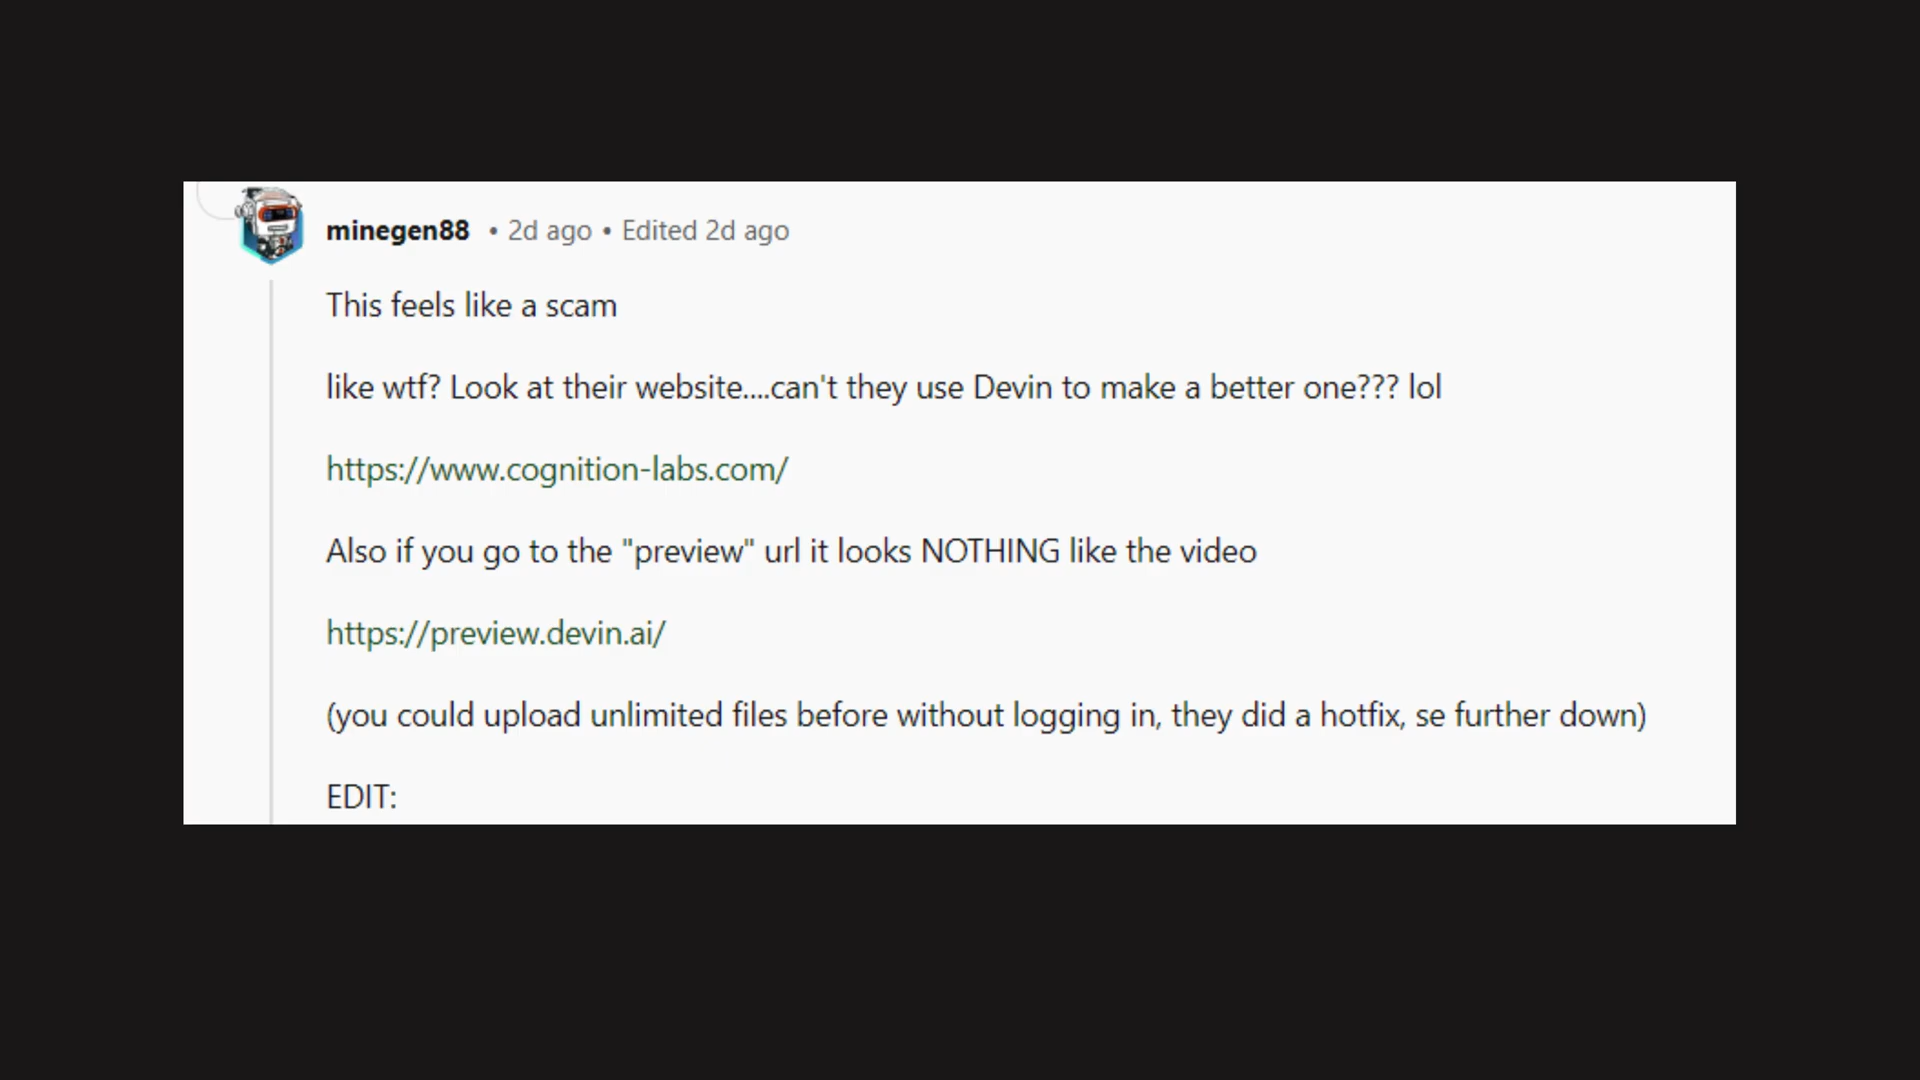 minegen88 • 2d ago • Edited 2d ago
This feels like a scam
like wtf? Look at their website....can't they use Devin to make a better one??? lol
https://www.cognition-labs.com/
Also if you go to the "preview" url it looks NOTHING like the video
https://preview.devin.ai/
(you could upload unlimited files before without logging in, they did a hotfix, se further down)
EDIT: